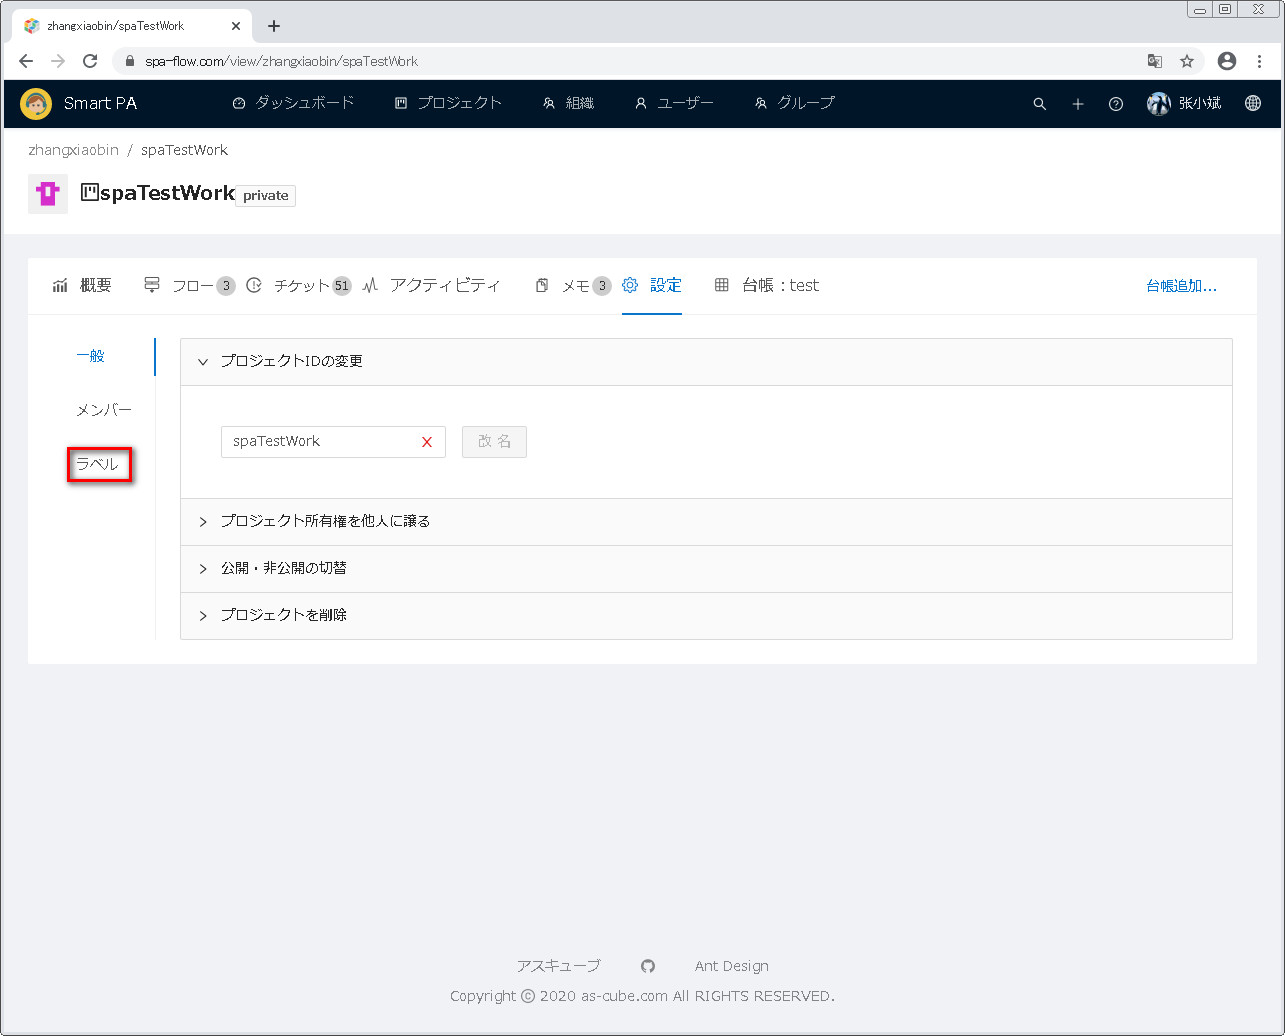 zhangxiaobin/spaTestWork
spa-flow.com/view/zhangxiaobin/spaTestWork
Smart PA ダッシュボード プロジェクト 組織 ユーザー グループ 张小斌
zhangxiaobin / spaTestWork
spaTestWork private
概要 フロー 3 チケット 51 アクティビティ メモ 3 設定 台帳：test 台帳追加...
一般
メンバー
ラベル
プロジェクトIDの変更
spaTestWork 改 名
プロジェクト所有権を他人に譲る
公開・非公開の切替
プロジェクトを削除
アスキューブ Ant Design
Copyright © 2020 as-cube.com All RIGHTS RESERVED.